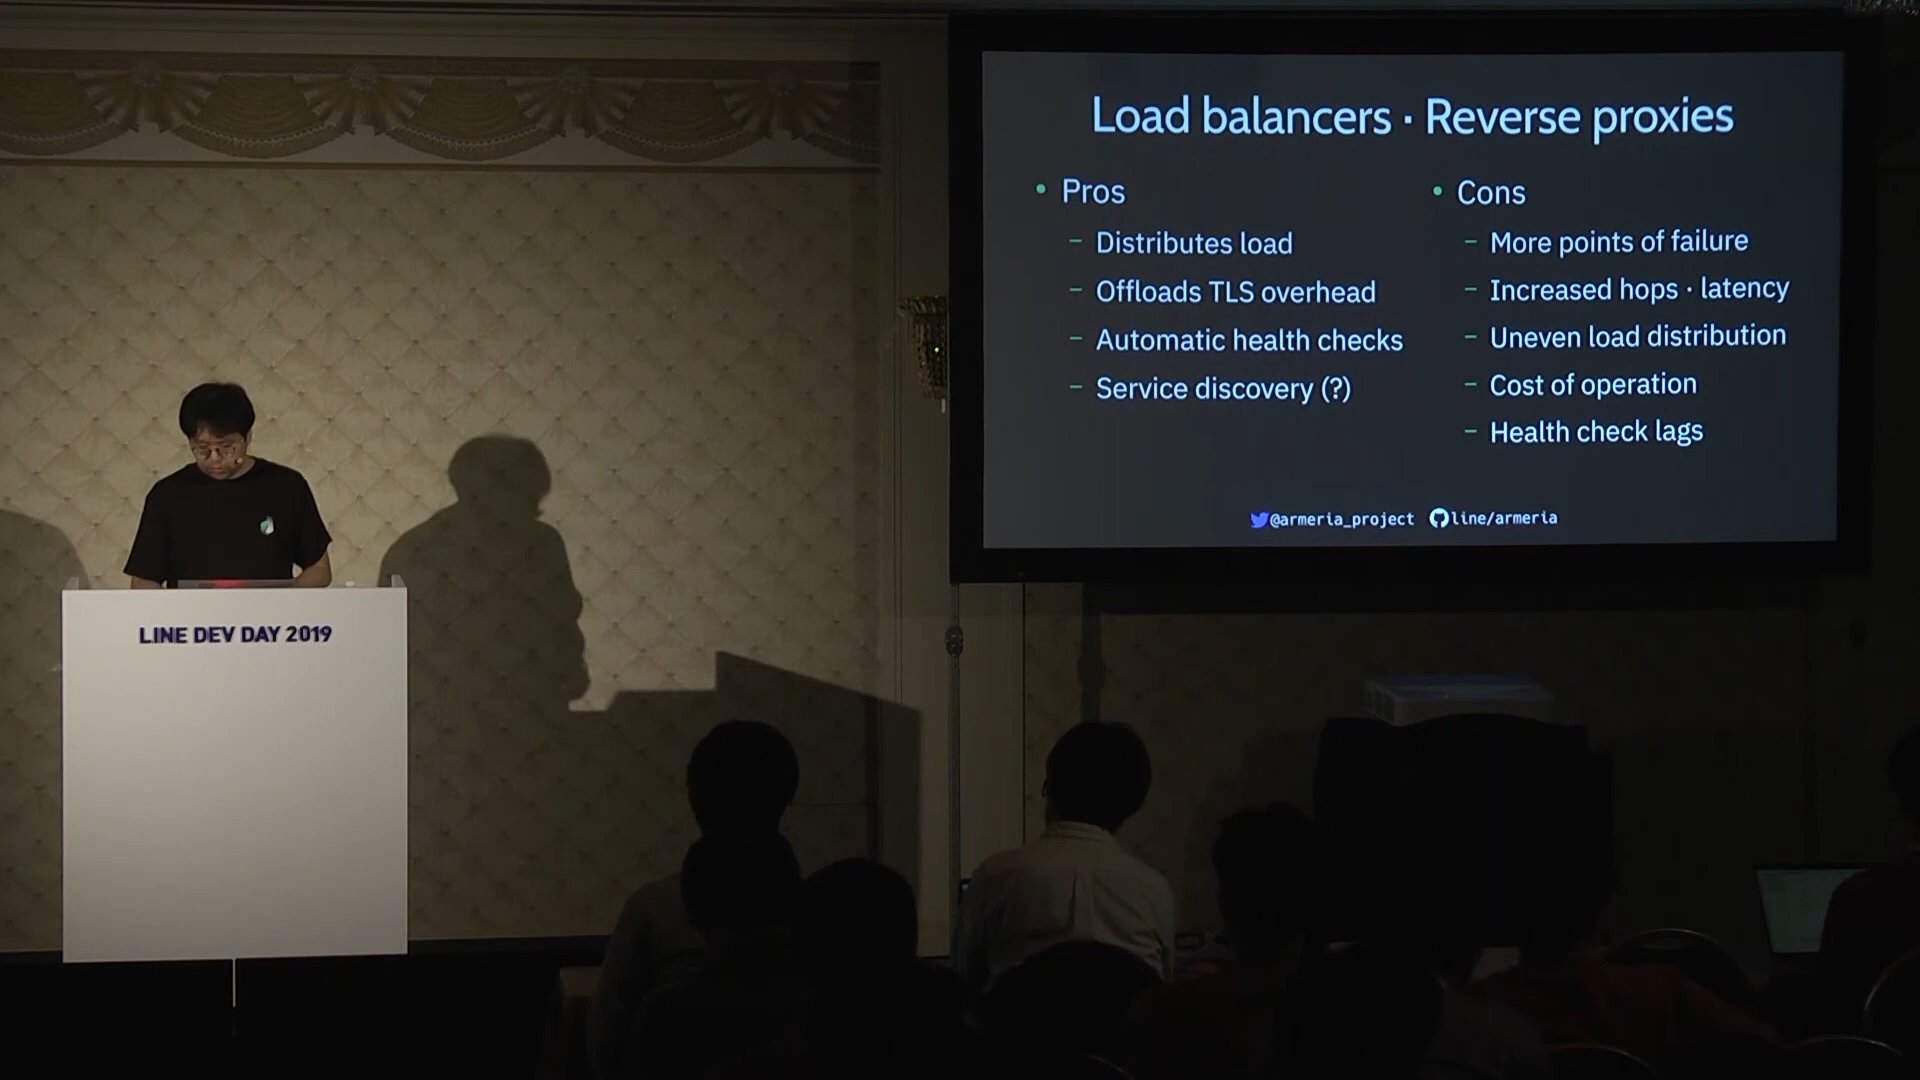 Load balancers · Reverse proxies
• Pros
– Distributes load
– Offloads TLS overhead
– Automatic health checks
– Service discovery (?)
• Cons
– More points of failure
– Increased hops · latency
– Uneven load distribution
– Cost of operation
– Health check lags
@armeria_project line/armeria
LINE DEV DAY 2019